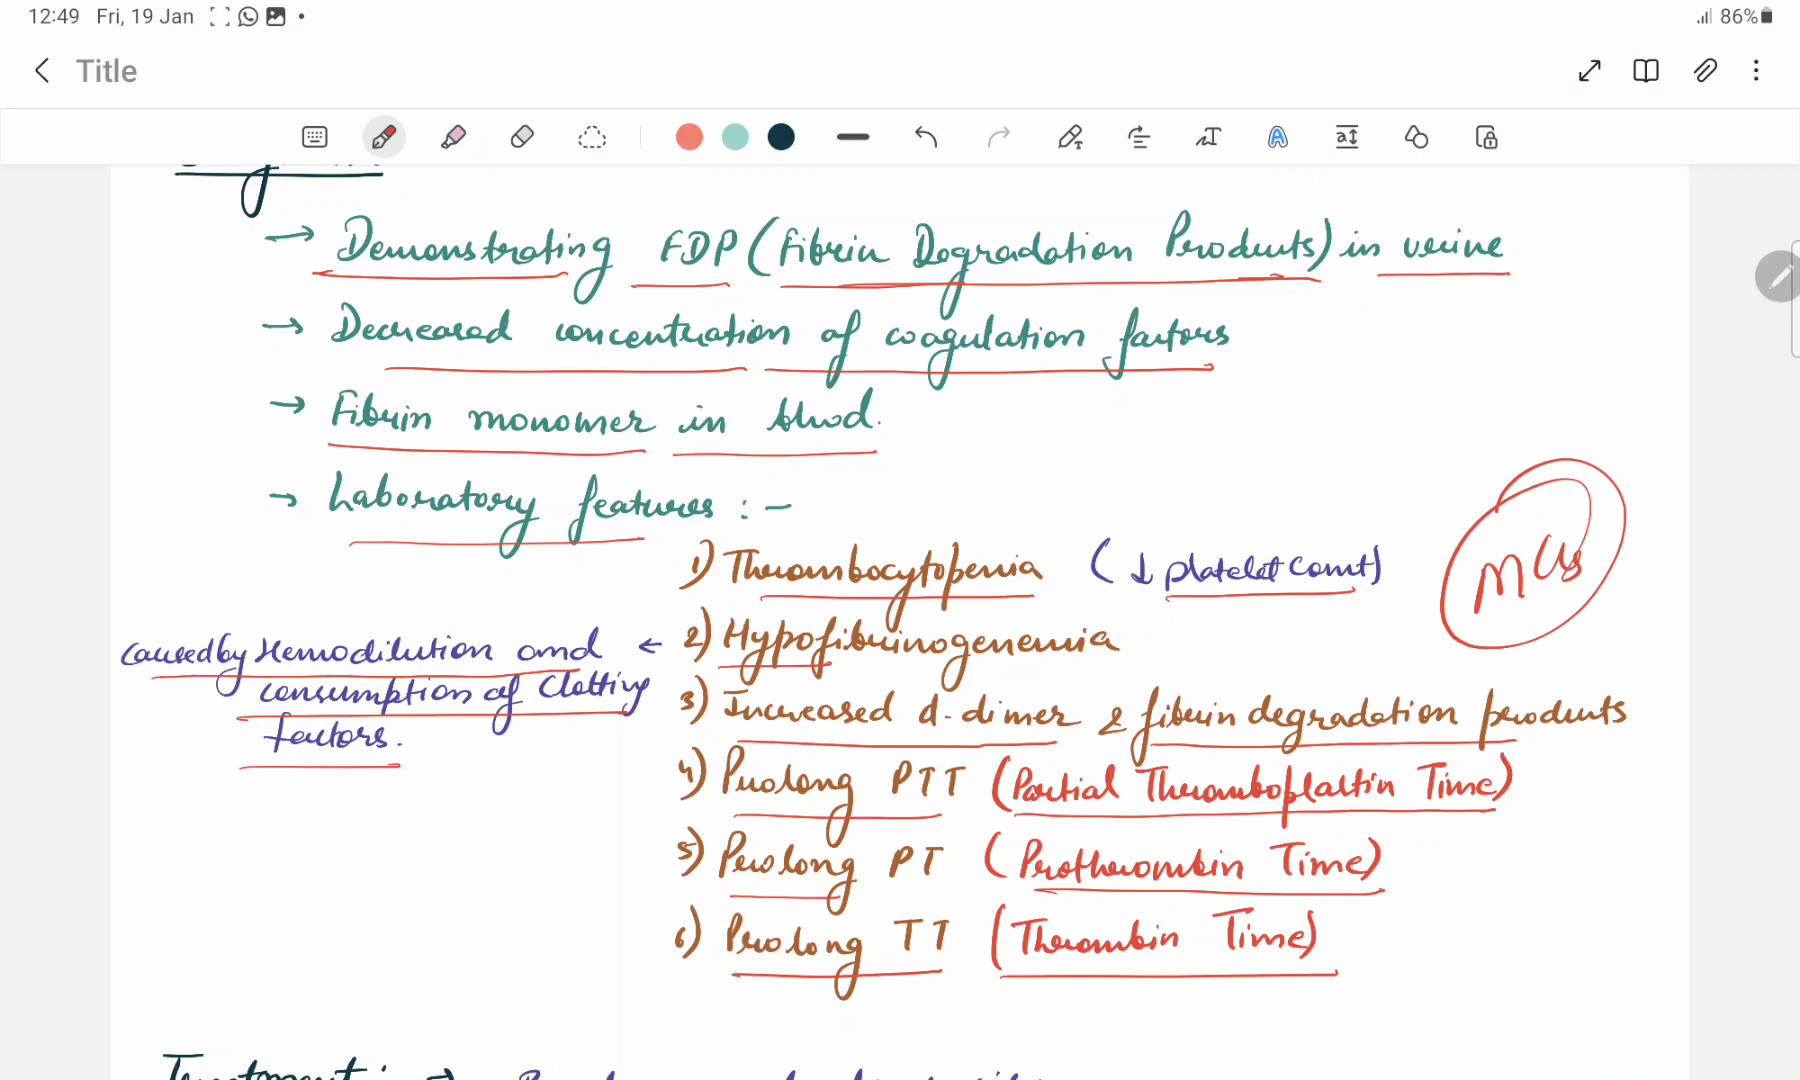 12:49 Fri, 19 Jan 86%
Title
→ Demonstrating FDP (Fibrin Degradation Products) in urine
→ Decreased concentration of coagulation factors
→ Fibrin monomer in blood.
→ Laboratory features :-
1) Thrombocytopenia (↓ platelet count)
MCQs
2) Hypofibrinogenemia
← caused by Hemodilution and
consumption of Clotting
factors.
3) Increased d-dimer & fibrin degradation products
4) Prolong PTT (Partial Thromboplastin Time)
5) Prolong PT (Prothrombin Time)
6) Prolong TT (Thrombin Time)
Treatment : →